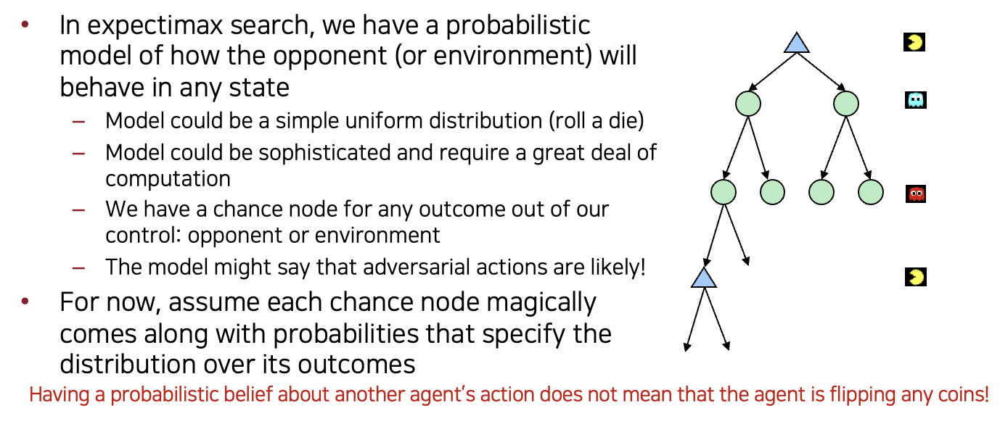 • In expectimax search, we have a probabilistic
model of how the opponent (or environment) will
behave in any state
– Model could be a simple uniform distribution (roll a die)
– Model could be sophisticated and require a great deal of
computation
– We have a chance node for any outcome out of our
control: opponent or environment
– The model might say that adversarial actions are likely!
• For now, assume each chance node magically
comes along with probabilities that specify the
distribution over its outcomes
Having a probabilistic belief about another agent’s action does not mean that the agent is flipping any coins!